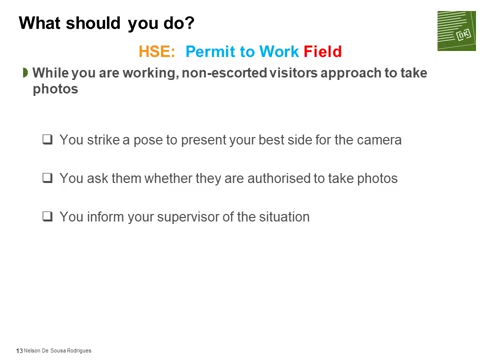 What should you do?
HSE: Permit to Work Field
While you are working, non-escorted visitors approach to take
photos
❑ You strike a pose to present your best side for the camera
❑ You ask them whether they are authorised to take photos
❑ You inform your supervisor of the situation
13 Nelson De Sousa Rodrigues